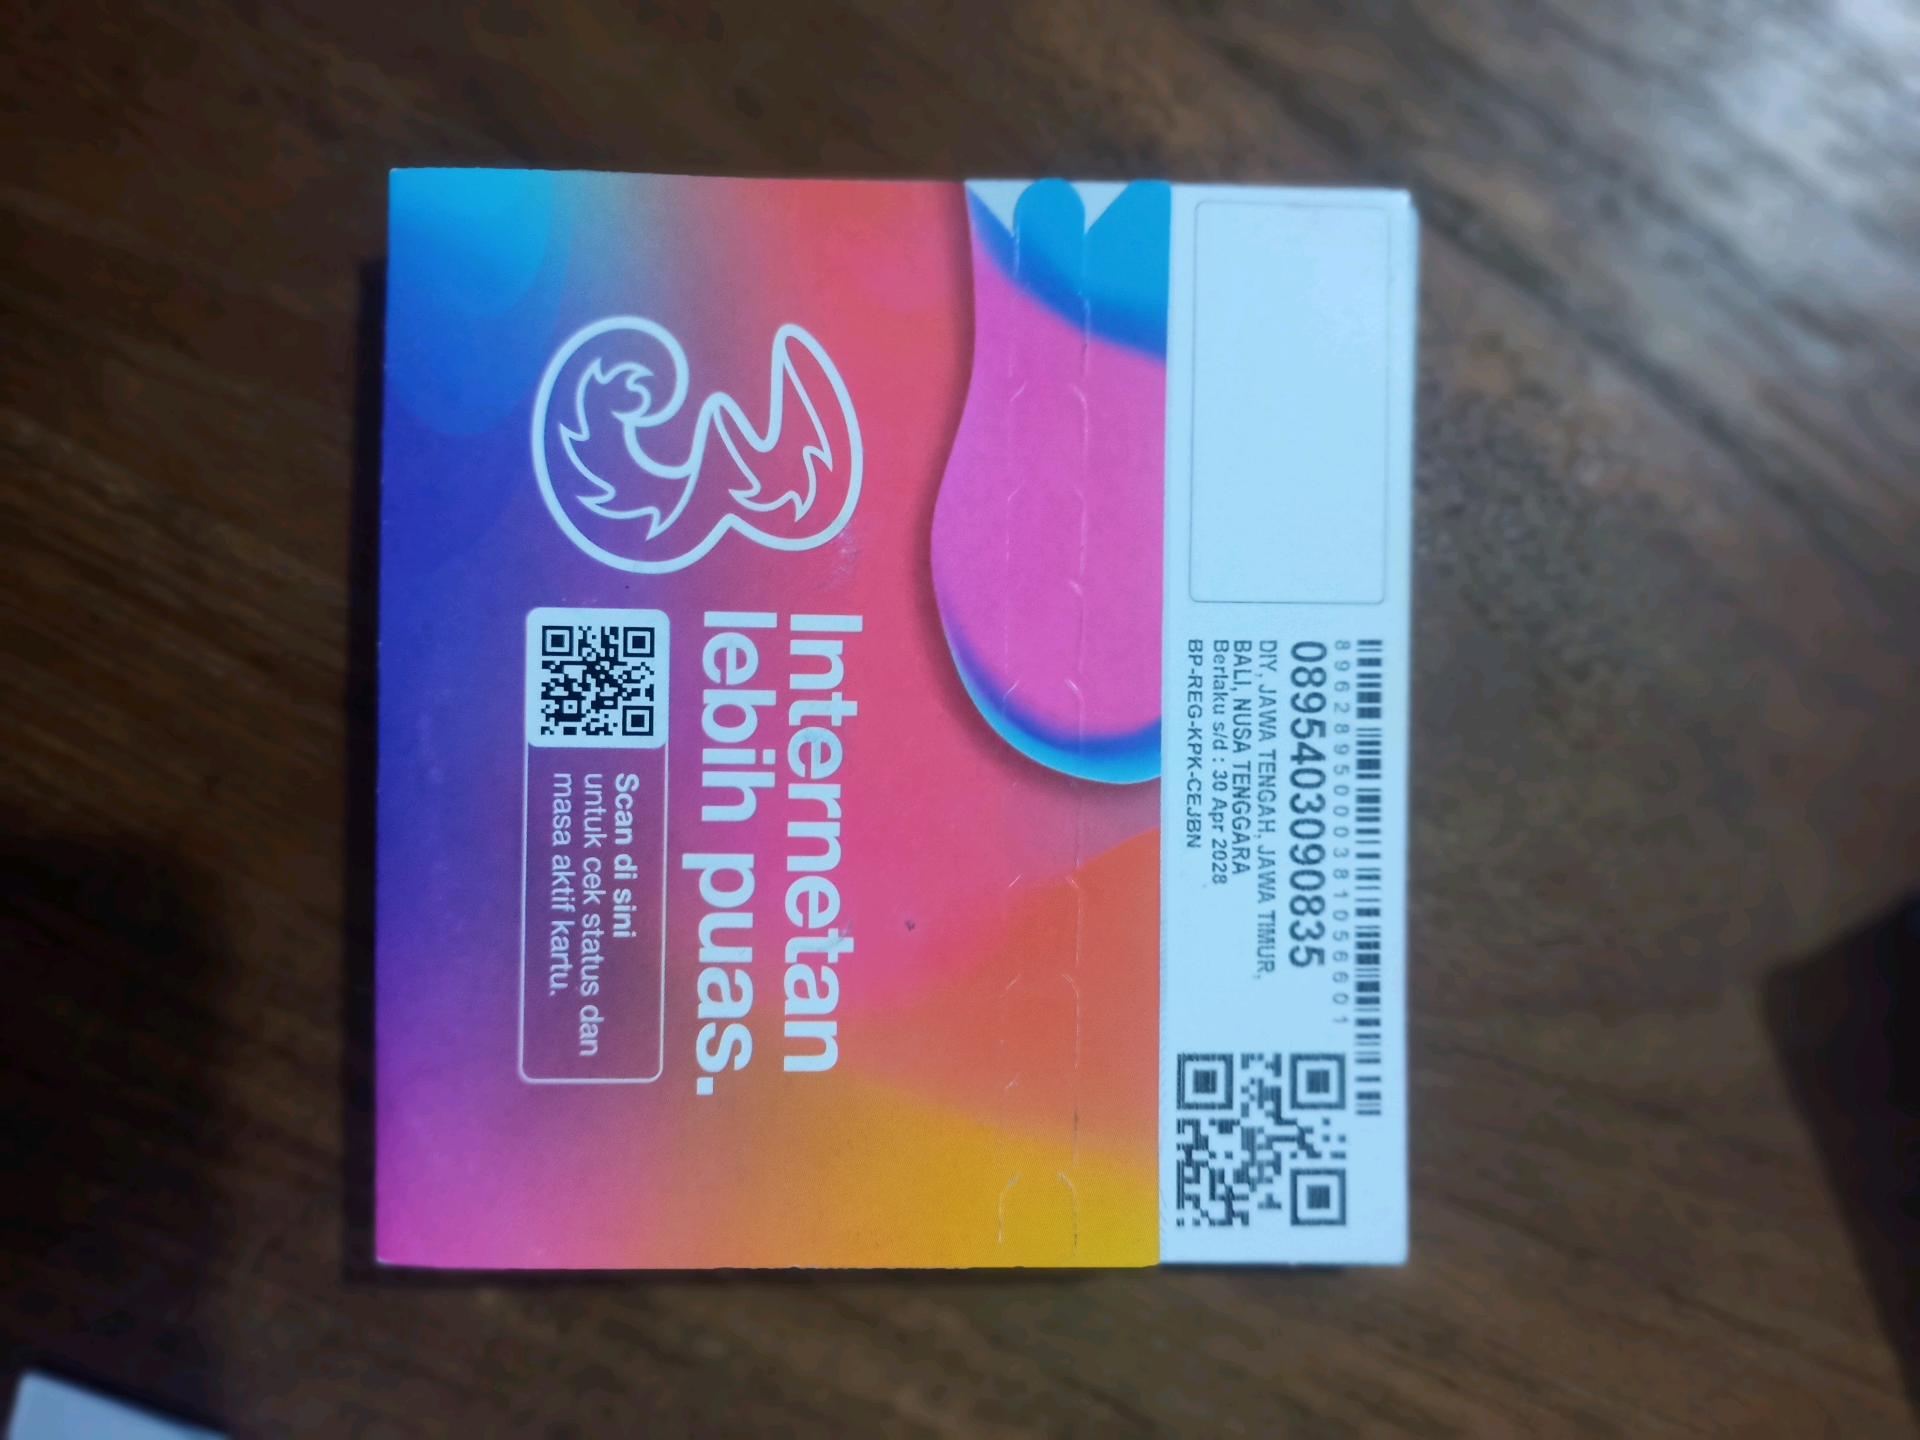 Internetan
lebih puas.
Scan di sini
untuk cek status dan
masa aktif kartu.
8962895000381056601
0895403090835
DIY, JAWA TENGAH, JAWA TIMUR,
BALI, NUSA TENGGARA
Berlaku s/d : 30 Apr 2028
BP-REG-KPK-CEJBN